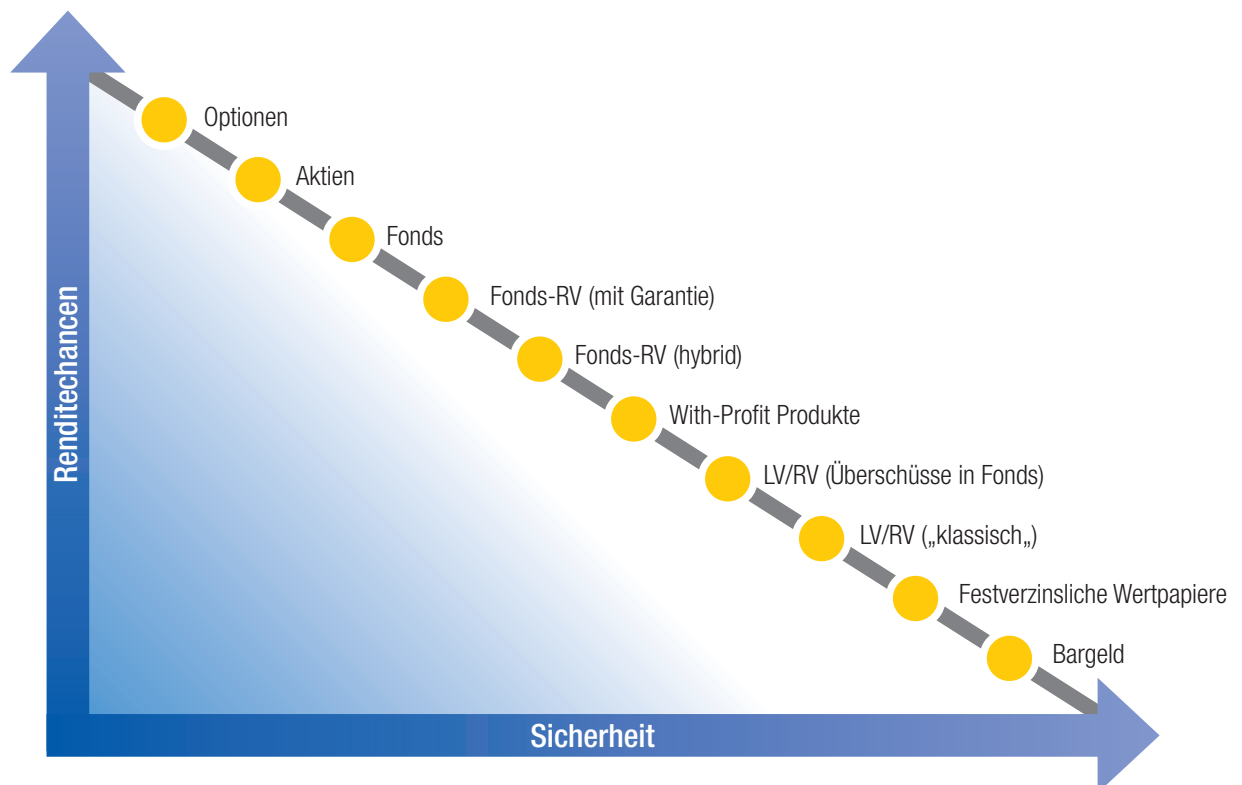 Optionen
Aktien
Fonds
Fonds-RV (mit Garantie)
Fonds-RV (hybrid)
With-Profit Produkte
LV/RV (Überschüsse in Fonds)
LV/RV („klassisch„)
Festverzinsliche Wertpapiere
Bargeld
Renditechancen
Sicherheit